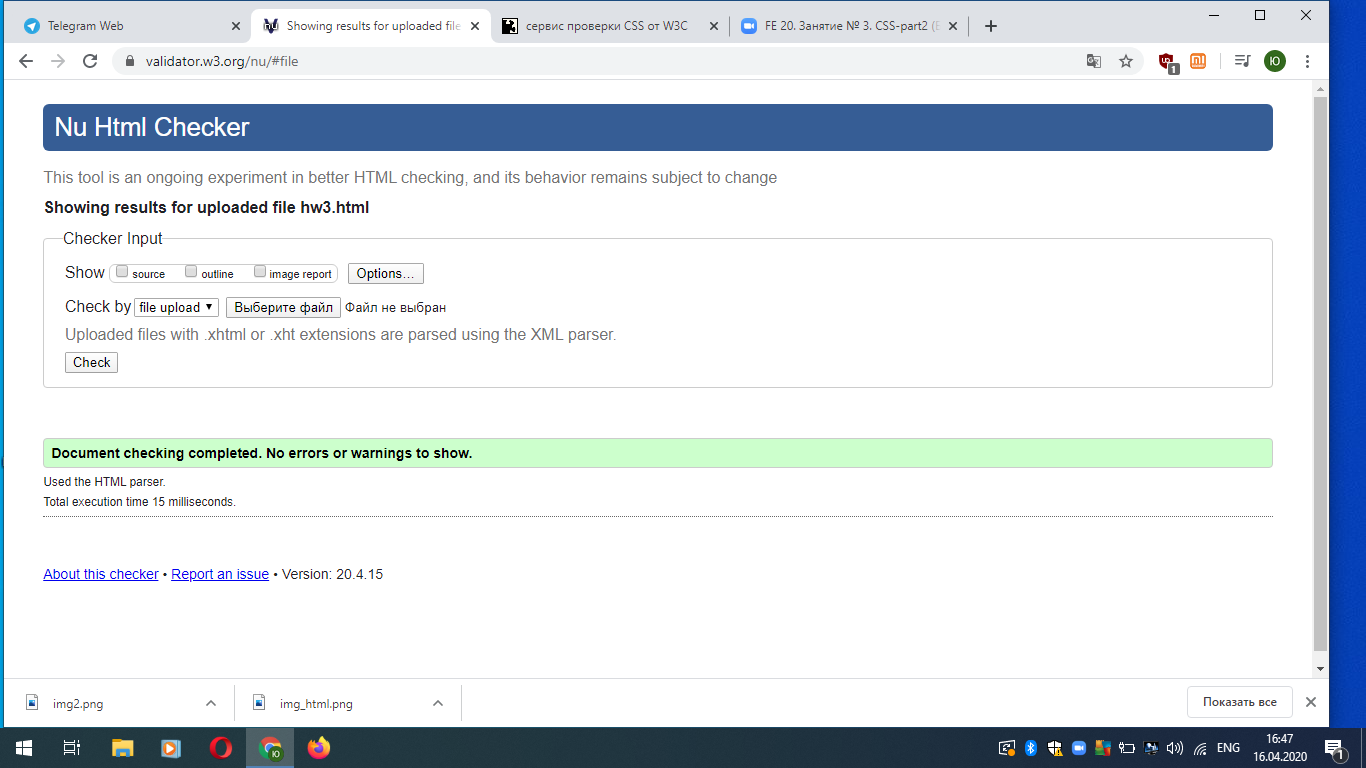 Telegram Web
Showing results for uploaded file
сервис проверки CSS от W3C
FE 20. Занятие № 3. CSS-part2 (
validator.w3.org/nu/#file
1
Ю
Nu Html Checker
This tool is an ongoing experiment in better HTML checking, and its behavior remains subject to change
Showing results for uploaded file hw3.html
Checker Input
Show source outline image report Options...
Check by file upload Выберите файл Файл не выбран
Uploaded files with .xhtml or .xht extensions are parsed using the XML parser.
Check
Document checking completed. No errors or warnings to show.
Used the HTML parser.
Total execution time 15 milliseconds.
About this checker • Report an issue • Version: 20.4.15
img2.png
img_html.png
Показать все
Ю
ENG
16:47
16.04.2020
1